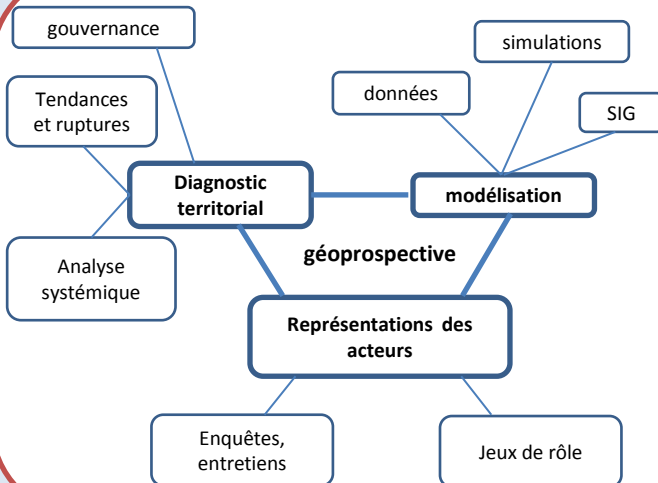 gouvernance
simulations
données
Tendances
et ruptures
SIG
Diagnostic
territorial
modélisation
géoprospective
Analyse
systémique
Représentations des
acteurs
Enquêtes,
entretiens
Jeux de rôle